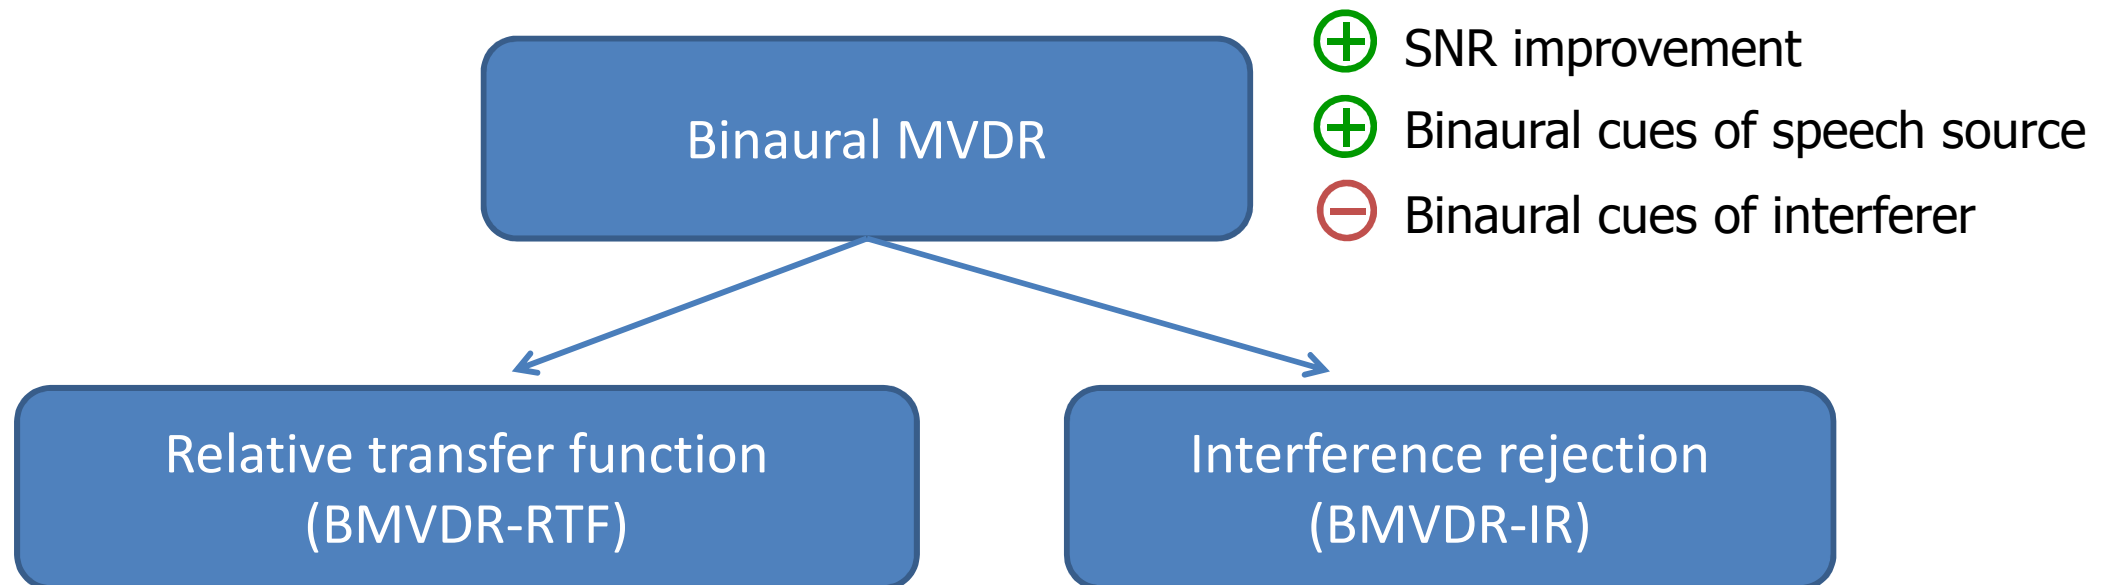 Binaural MVDR
SNR improvement
Binaural cues of speech source
Binaural cues of interferer
Relative transfer function
(BMVDR-RTF)
Interference rejection
(BMVDR-IR)